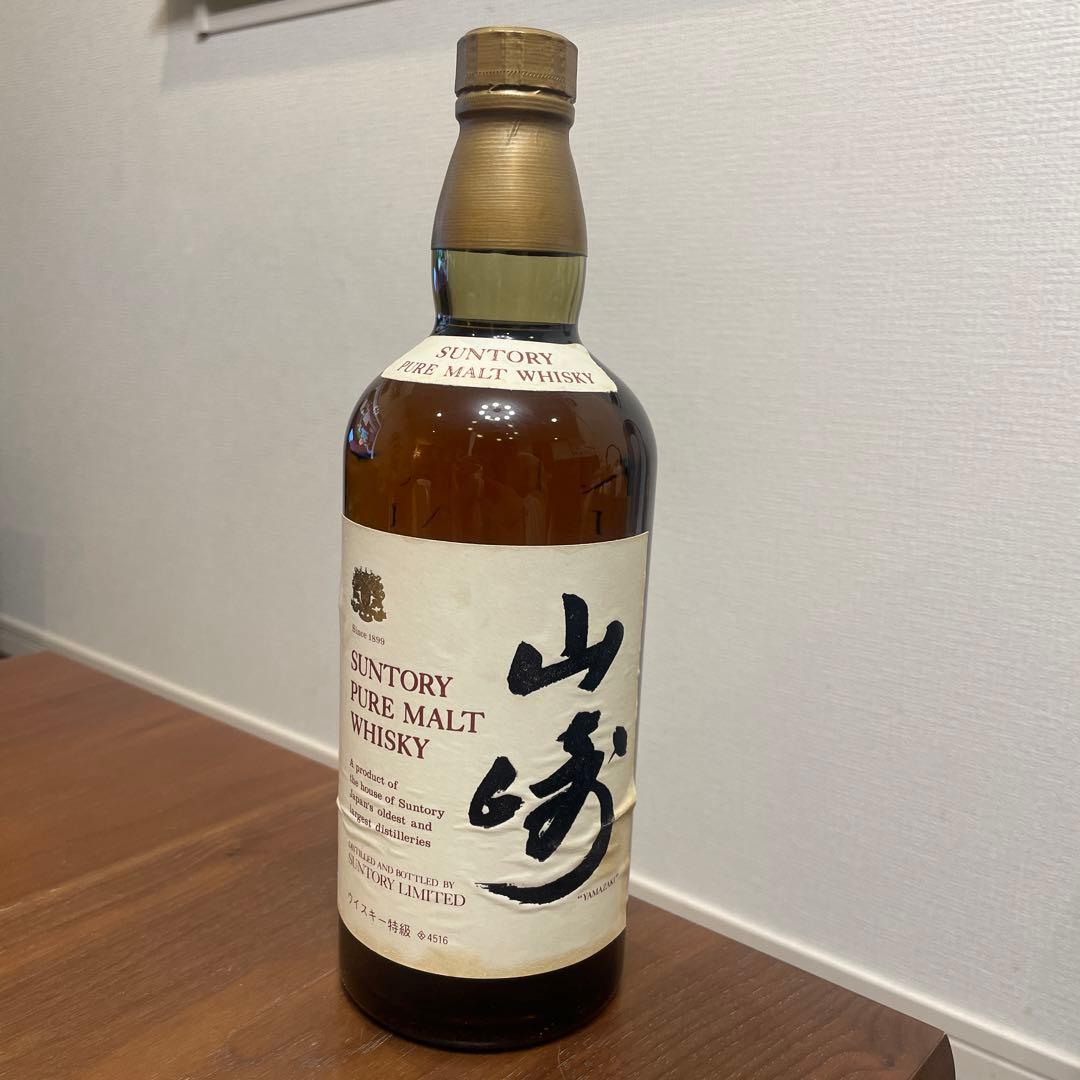 SUNTORY
PURE MALT WHISKY
Since 1899
SUNTORY
PURE MALT
WHISKY
A product of
the house of Suntory
Japan's oldest and
largest distilleries
DISTILLED AND BOTTLED BY
SUNTORY LIMITED
ウイスキー特級 4516
山崎
"YAMAZAKI"